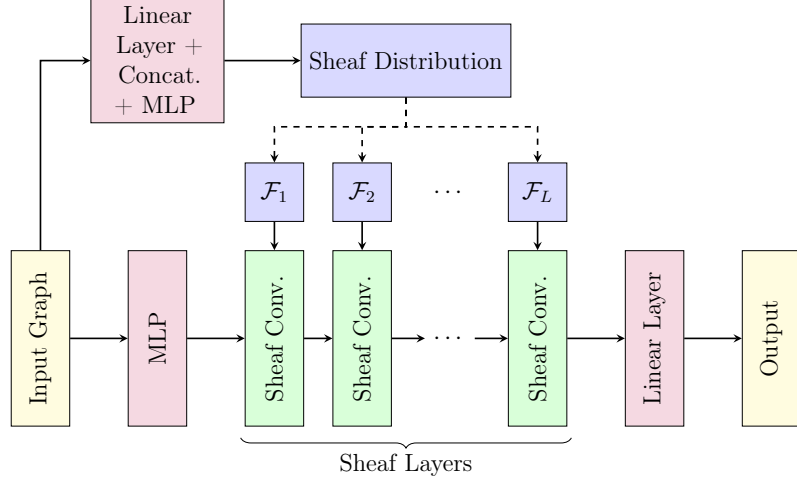 Linear
Layer +
Concat.
+ MLP
Sheaf Distribution
𝓕₁
𝓕₂
⋯
𝓕_L
Input Graph
MLP
Sheaf Conv.
Sheaf Conv.
⋯
Sheaf Conv.
Linear Layer
Output
Sheaf Layers